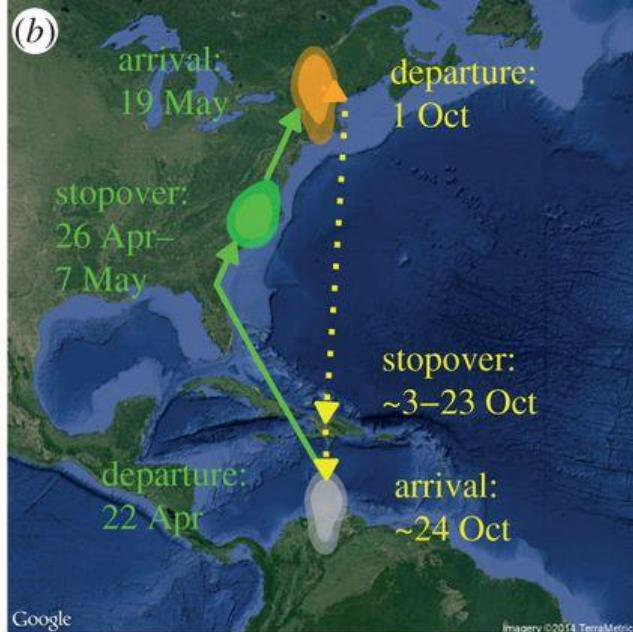 (b)
arrival:
19 May
departure:
1 Oct
stopover:
26 Apr–
7 May
stopover:
~3–23 Oct
departure:
22 Apr
arrival:
~24 Oct
Google
Imagery ©2014 TerraMetric